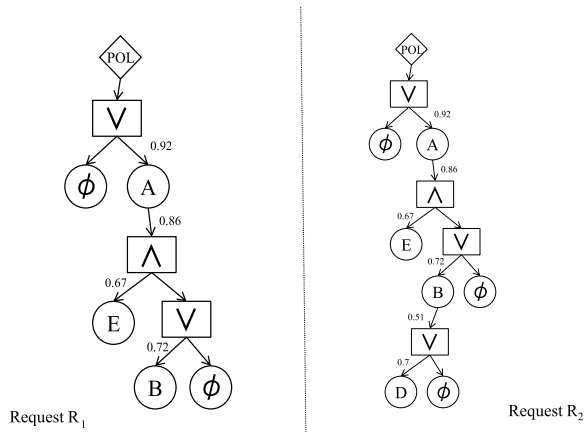 POL
∨
0.92
ϕ
A
0.86
∧
0.67
E
∨
0.72
B
ϕ
Request R1
POL
∨
0.92
ϕ
A
0.86
∧
0.67
E
∨
0.72
B
ϕ
0.51
∨
0.7
D
ϕ
Request R2